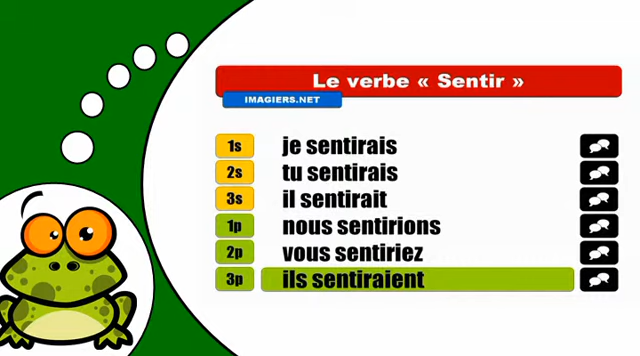 Le verbe « Sentir »
IMAGIERS.NET
1s je sentirais
2s tu sentirais
3s il sentirait
1p nous sentirions
2p vous sentiriez
3p ils sentiraient